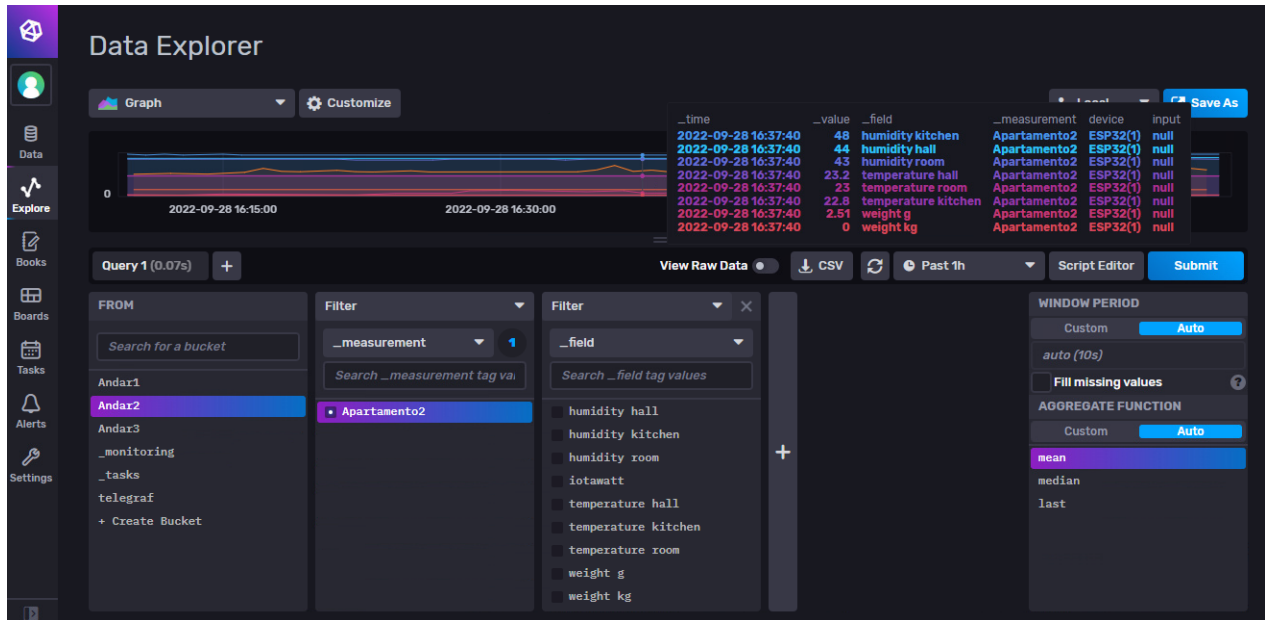 Data Explorer
Graph
Customize
Save As
_time _value _field _measurement device input
2022-09-28 16:37:40 48 humidity kitchen Apartamento2 ESP32(1) null
2022-09-28 16:37:40 44 humidity hall Apartamento2 ESP32(1) null
2022-09-28 16:37:40 43 humidity room Apartamento2 ESP32(1) null
2022-09-28 16:37:40 23.2 temperature hall Apartamento2 ESP32(1) null
2022-09-28 16:37:40 23 temperature room Apartamento2 ESP32(1) null
2022-09-28 16:37:40 22.8 temperature kitchen Apartamento2 ESP32(1) null
2022-09-28 16:37:40 2.51 weight g Apartamento2 ESP32(1) null
2022-09-28 16:37:40 0 weight kg Apartamento2 ESP32(1) null
0
2022-09-28 16:15:00 2022-09-28 16:30:00
Data
Explore
Books
Boards
Tasks
Alerts
Settings
Query 1 (0.07s) +
View Raw Data
CSV
Past 1h
Script Editor
Submit
FROM
Search for a bucket
Andar1
Andar2
Andar3
_monitoring
_tasks
telegraf
+ Create Bucket
Filter
_measurement 1
Search _measurement tag val
Apartamento2
Filter
_field
Search _field tag values
humidity hall
humidity kitchen
humidity room
iotawatt
temperature hall
temperature kitchen
temperature room
weight g
weight kg
+
WINDOW PERIOD
Custom Auto
auto (10s)
Fill missing values ?
AGGREGATE FUNCTION
Custom Auto
mean
median
last